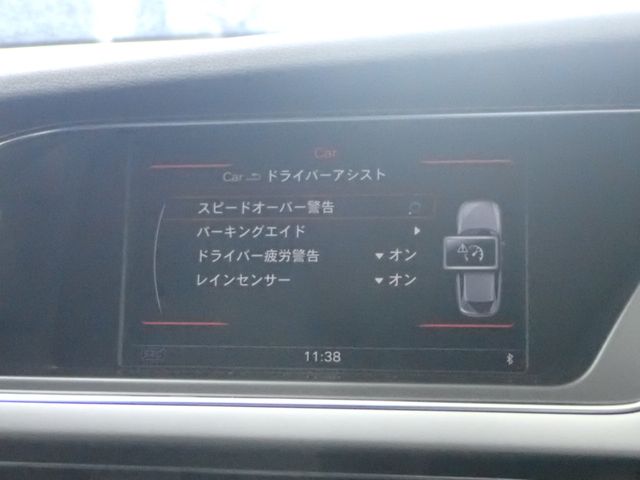 Car
Car ドライバーアシスト
スピードオーバー警告
パーキングエイド
ドライバー疲労警告 オン
レインセンサー オン
11:38